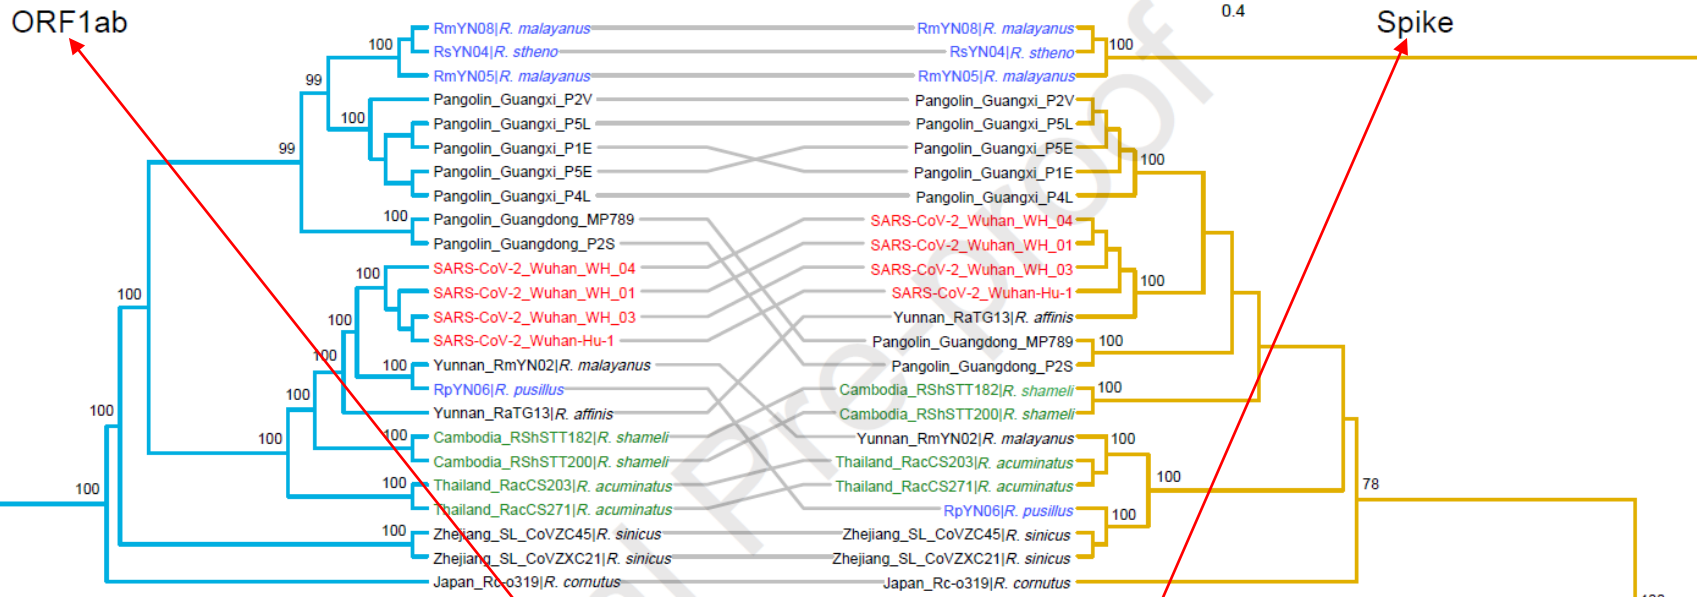 ORF1ab
0.4
Spike
RmYN08|R. malayanus
RsYN04|R. stheno
RmYN05|R. malayanus
Pangolin_Guangxi_P2V
Pangolin_Guangxi_P5L
Pangolin_Guangxi_P1E
Pangolin_Guangxi_P5E
Pangolin_Guangxi_P4L
Pangolin_Guangdong_MP789
Pangolin_Guangdong_P2S
SARS-CoV-2_Wuhan_WH_04
SARS-CoV-2_Wuhan_WH_01
SARS-CoV-2_Wuhan_WH_03
SARS-CoV-2_Wuhan-Hu-1
Yunnan_RmYN02|R. malayanus
RpYN06|R. pusillus
Yunnan_RaTG13|R. affinis
Cambodia_RShSTT182|R. shameli
Cambodia_RShSTT200|R. shameli
Thailand_RacCS203|R. acuminatus
Thailand_RacCS271|R. acuminatus
Zhejiang_SL_CoVZC45|R. sinicus
Zhejiang_SL_CoVZXC21|R. sinicus
Japan_Rc-o319|R. cornutus
100
99
100
99
100
100
100
100
100
100
100
100
100
100
100
100
100
RmYN08|R. malayanus
RsYN04|R. stheno
RmYN05|R. malayanus
Pangolin_Guangxi_P2V
Pangolin_Guangxi_P5L
Pangolin_Guangxi_P5E
Pangolin_Guangxi_P1E
Pangolin_Guangxi_P4L
SARS-CoV-2_Wuhan_WH_04
SARS-CoV-2_Wuhan_WH_01
SARS-CoV-2_Wuhan_WH_03
SARS-CoV-2_Wuhan-Hu-1
Yunnan_RaTG13|R. affinis
Pangolin_Guangdong_MP789
Pangolin_Guangdong_P2S
Cambodia_RShSTT182|R. shameli
Cambodia_RShSTT200|R. shameli
Yunnan_RmYN02|R. malayanus
Thailand_RacCS203|R. acuminatus
Thailand_RacCS271|R. acuminatus
RpYN06|R. pusillus
Zhejiang_SL_CoVZC45|R. sinicus
Zhejiang_SL_CoVZXC21|R. sinicus
Japan_Rc-o319|R. cornutus
100
100
100
100
100
100
100
100
78
l Pre-proof